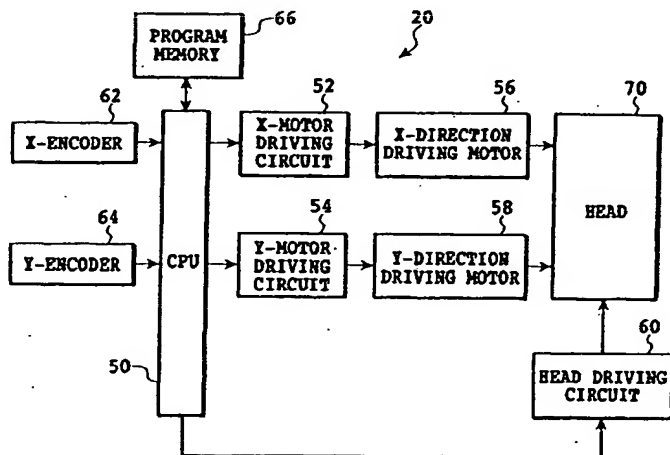 66
PROGRAM
MEMORY
20
62
X-ENCODER
52
X-MOTOR
DRIVING
CIRCUIT
56
X-DIRECTION
DRIVING MOTOR
70
HEAD
64
Y-ENCODER
CPU
54
Y-MOTOR
DRIVING
CIRCUIT
58
Y-DIRECTION
DRIVING MOTOR
50
60
HEAD DRIVING
CIRCUIT